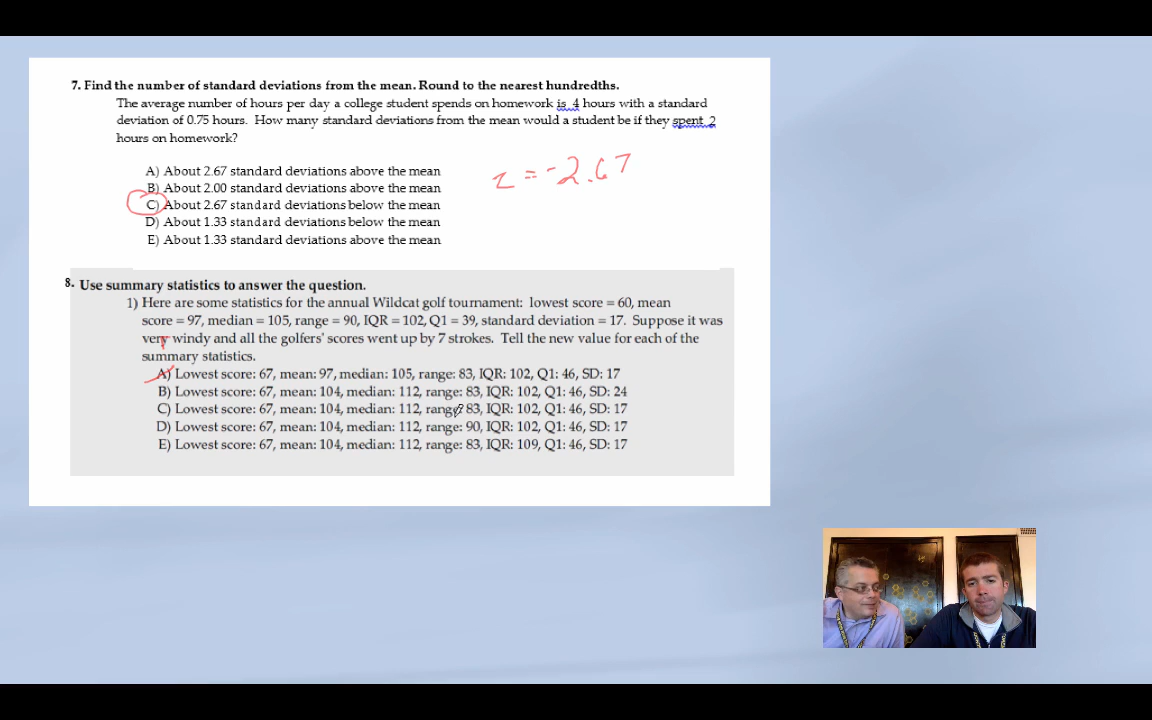 7. Find the number of standard deviations from the mean. Round to the nearest hundredths.
The average number of hours per day a college student spends on homework is 4 hours with a standard
deviation of 0.75 hours. How many standard deviations from the mean would a student be if they spent 2
hours on homework?
A) About 2.67 standard deviations above the mean
B) About 2.00 standard deviations above the mean
C) About 2.67 standard deviations below the mean
D) About 1.33 standard deviations below the mean
E) About 1.33 standard deviations above the mean
z = -2.67
8. Use summary statistics to answer the question.
1) Here are some statistics for the annual Wildcat golf tournament: lowest score = 60, mean
score = 97, median = 105, range = 90, IQR = 102, Q1 = 39, standard deviation = 17. Suppose it was
very windy and all the golfers' scores went up by 7 strokes. Tell the new value for each of the
summary statistics.
A) Lowest score: 67, mean: 97, median: 105, range: 83, IQR: 102, Q1: 46, SD: 17
B) Lowest score: 67, mean: 104, median: 112, range: 83, IQR: 102, Q1: 46, SD: 24
C) Lowest score: 67, mean: 104, median: 112, range: 83, IQR: 102, Q1: 46, SD: 17
D) Lowest score: 67, mean: 104, median: 112, range: 90, IQR: 102, Q1: 46, SD: 17
E) Lowest score: 67, mean: 104, median: 112, range: 83, IQR: 109, Q1: 46, SD: 17